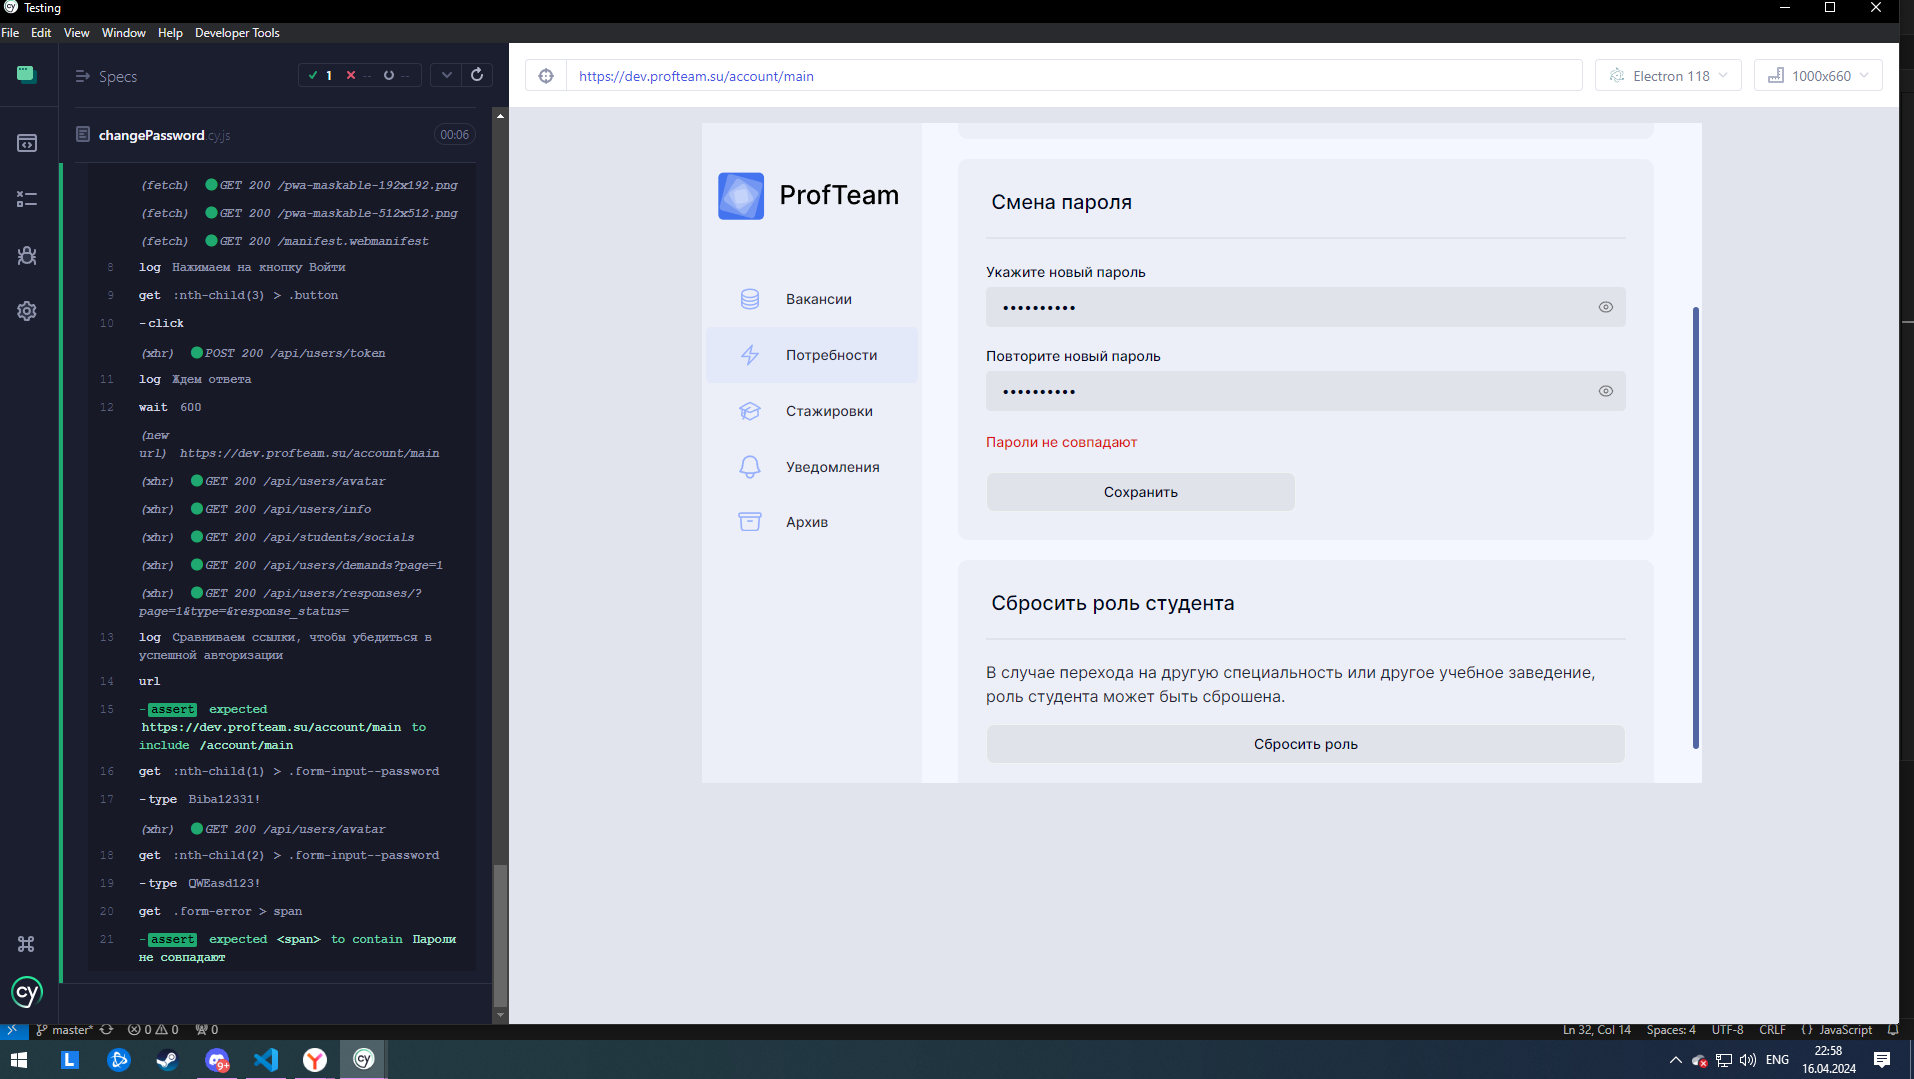 Testing
File Edit View Window Help Developer Tools
Specs
1 -- --
https://dev.profteam.su/account/main
Electron 118
1000x660
changePassword.cy.js
00:06
(fetch) GET 200 /pwa-maskable-192x192.png
(fetch) GET 200 /pwa-maskable-512x512.png
(fetch) GET 200 /manifest.webmanifest
8 log Нажимаем на кнопку Войти
9 get :nth-child(3) > .button
10 -click
(xhr) POST 200 /api/users/token
11 log Ждем ответа
12 wait 600
(new
url) https://dev.profteam.su/account/main
(xhr) GET 200 /api/users/avatar
(xhr) GET 200 /api/users/info
(xhr) GET 200 /api/students/socials
(xhr) GET 200 /api/users/demands?page=1
(xhr) GET 200 /api/users/responses/?
page=1&type=&response_status=
13 log Сравниваем ссылки, чтобы убедиться в
успешной авторизации
14 url
15 -assert expected
https://dev.profteam.su/account/main to
include /account/main
16 get :nth-child(1) > .form-input--password
17 -type Biba12331!
(xhr) GET 200 /api/users/avatar
18 get :nth-child(2) > .form-input--password
19 -type QWEasd123!
20 get .form-error > span
21 -assert expected <span> to contain Пароли
не совпадают
ProfTeam
Вакансии
Потребности
Стажировки
Уведомления
Архив
Смена пароля
Укажите новый пароль
••••••••••
Повторите новый пароль
••••••••••
Пароли не совпадают
Сохранить
Сбросить роль студента
В случае перехода на другую специальность или другое учебное заведение,
роль студента может быть сброшена.
Сбросить роль
cy
master* 0 0 0
Ln 32, Col 14 Spaces: 4 UTF-8 CRLF {} JavaScript
L 9+ cy
ENG
22:58
16.04.2024